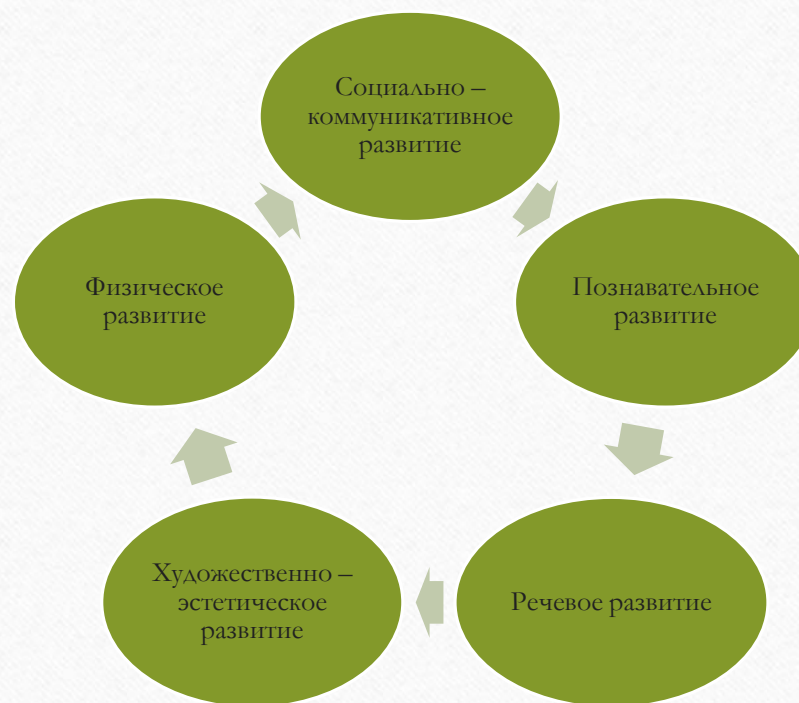 Социально –
коммуникативное
развитие
Познавательное
развитие
Речевое развитие
Художественно –
эстетическое
развитие
Физическое
развитие